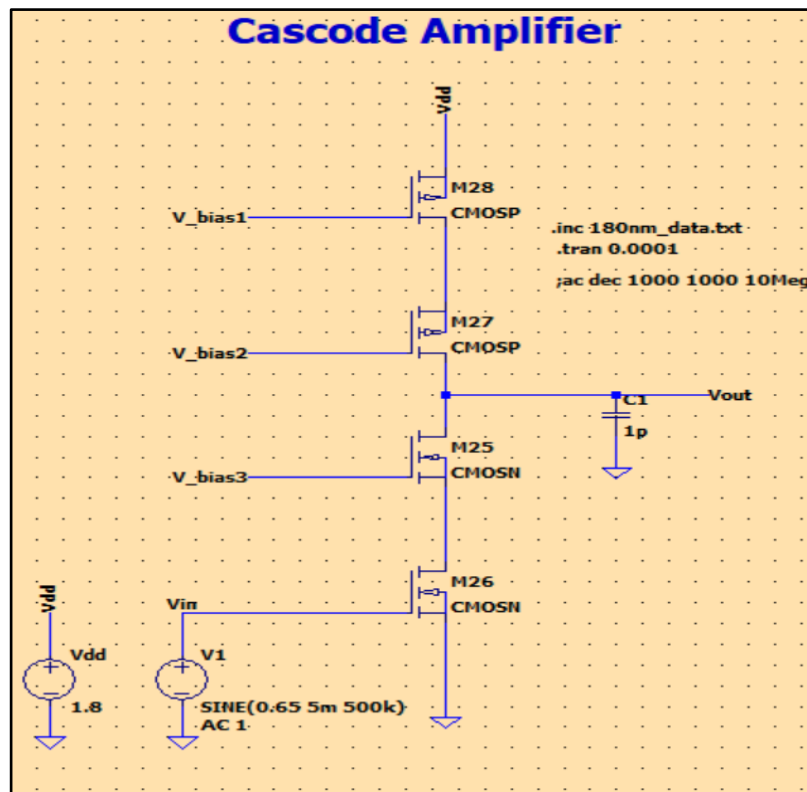 Cascode Amplifier
Vdd
M28
CMOSP
V_bias1
.inc 180nm_data.txt
.tran 0.0001
;ac dec 1000 1000 10Meg
M27
CMOSP
V_bias2
Vout
C1
1p
M25
CMOSN
V_bias3
M26
CMOSN
Vdd
Vin
Vdd
1.8
V1
SINE(0.65 5m 500k)
AC 1